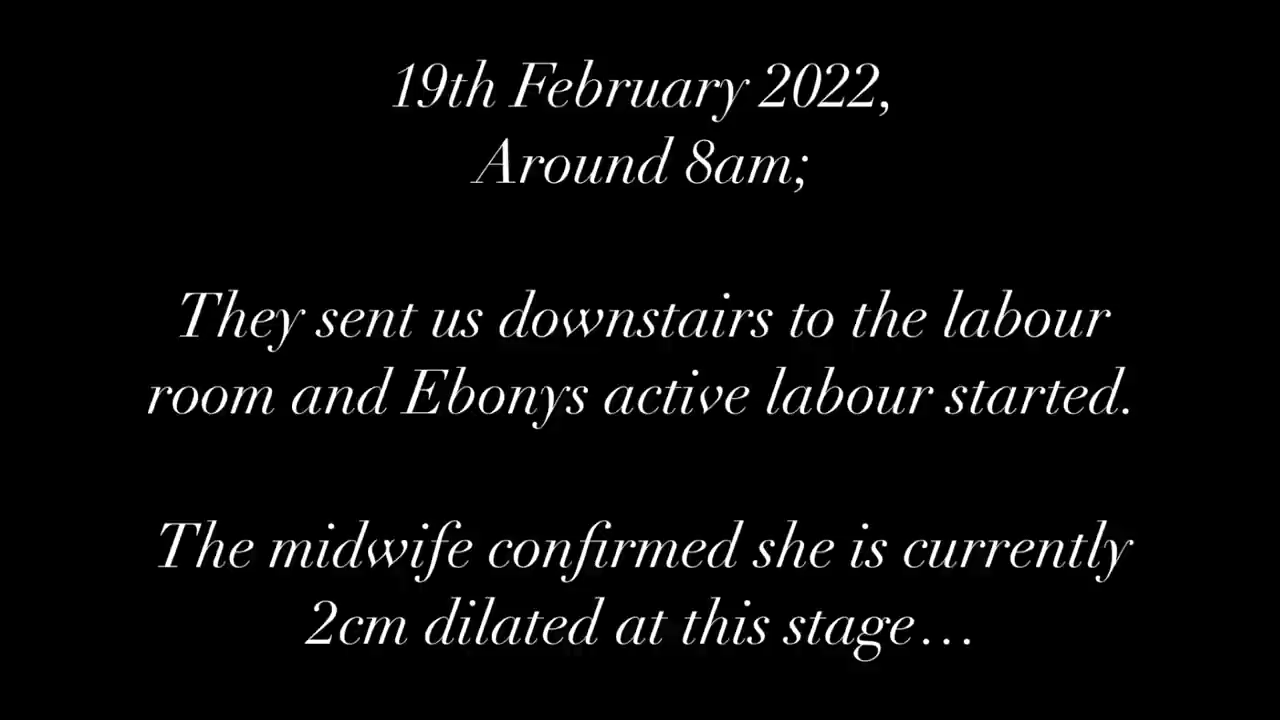 19th February 2022,
Around 8am;
They sent us downstairs to the labour
room and Ebonys active labour started.
The midwife confirmed she is currently
2cm dilated at this stage…